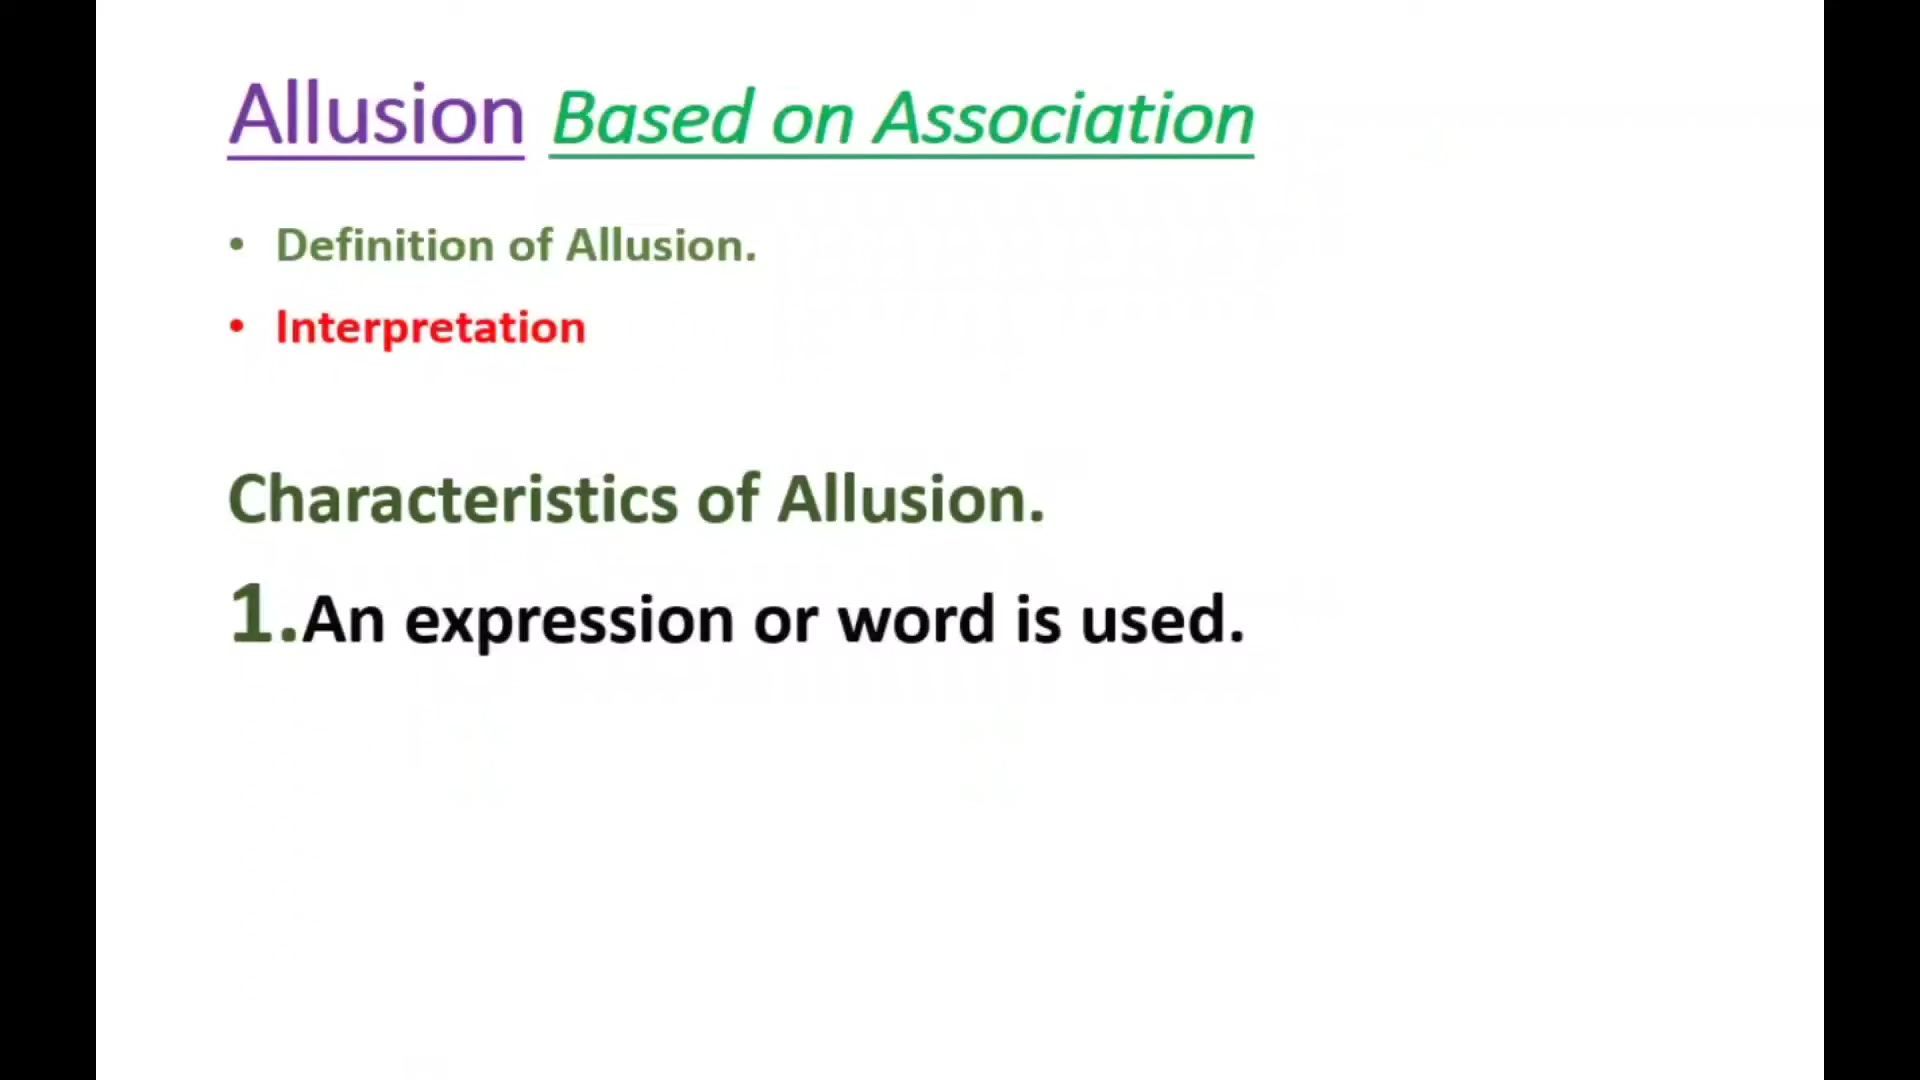 Allusion Based on Association
• Definition of Allusion.
• Interpretation
Characteristics of Allusion.
1.An expression or word is used.